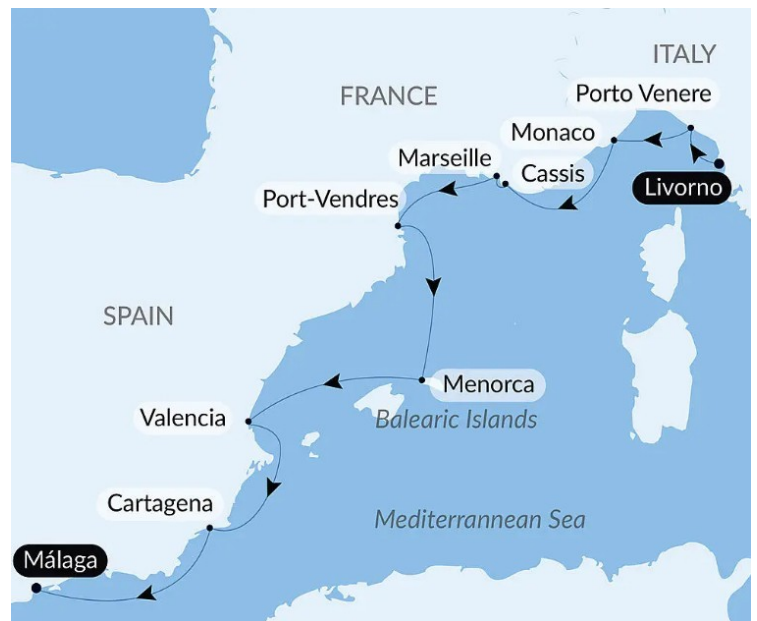 ITALY
FRANCE
Porto Venere
Monaco
Marseille
Cassis
Livorno
Port-Vendres
SPAIN
Menorca
Valencia
Balearic Islands
Cartagena
Mediterrannean Sea
Málaga